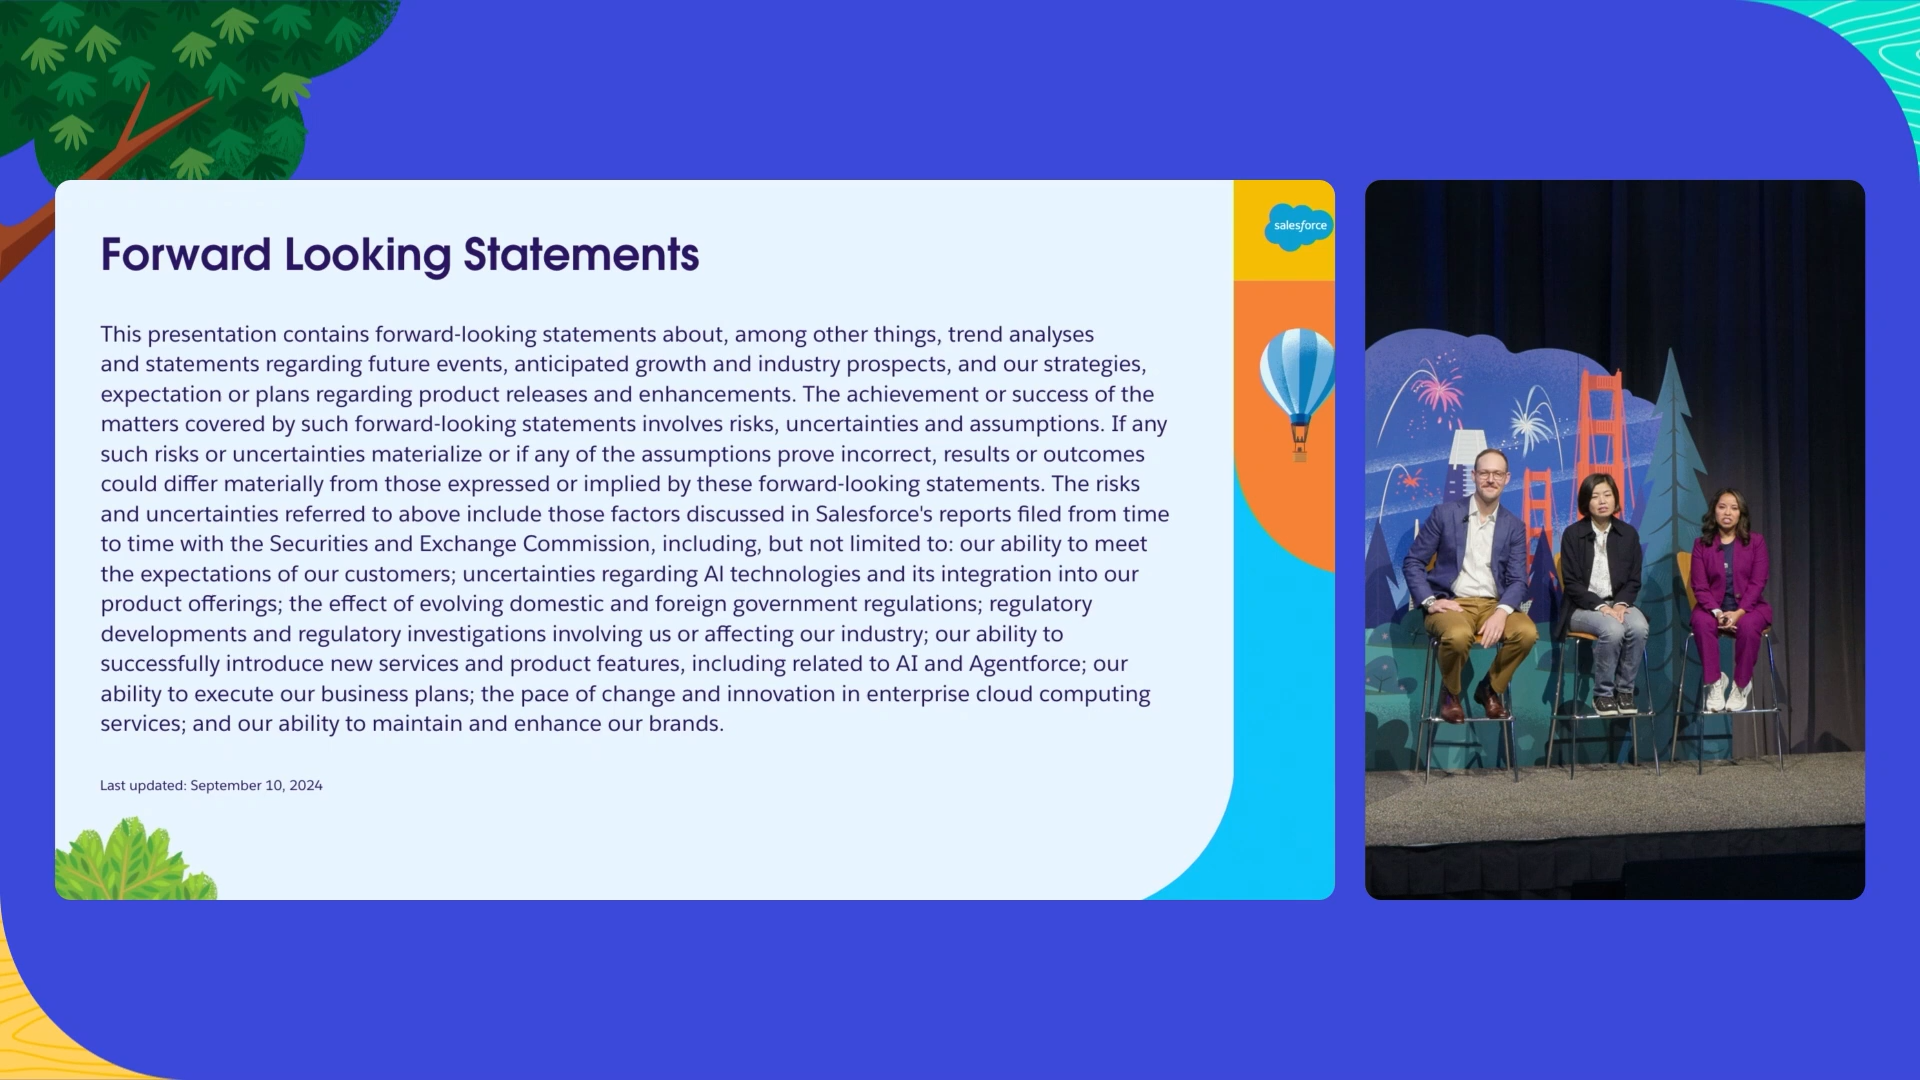 Forward Looking Statements
salesforce
This presentation contains forward-looking statements about, among other things, trend analyses
and statements regarding future events, anticipated growth and industry prospects, and our strategies,
expectation or plans regarding product releases and enhancements. The achievement or success of the
matters covered by such forward-looking statements involves risks, uncertainties and assumptions. If any
such risks or uncertainties materialize or if any of the assumptions prove incorrect, results or outcomes
could differ materially from those expressed or implied by these forward-looking statements. The risks
and uncertainties referred to above include those factors discussed in Salesforce's reports filed from time
to time with the Securities and Exchange Commission, including, but not limited to: our ability to meet
the expectations of our customers; uncertainties regarding AI technologies and its integration into our
product offerings; the effect of evolving domestic and foreign government regulations; regulatory
developments and regulatory investigations involving us or affecting our industry; our ability to
successfully introduce new services and product features, including related to AI and Agentforce; our
ability to execute our business plans; the pace of change and innovation in enterprise cloud computing
services; and our ability to maintain and enhance our brands.
Last updated: September 10, 2024